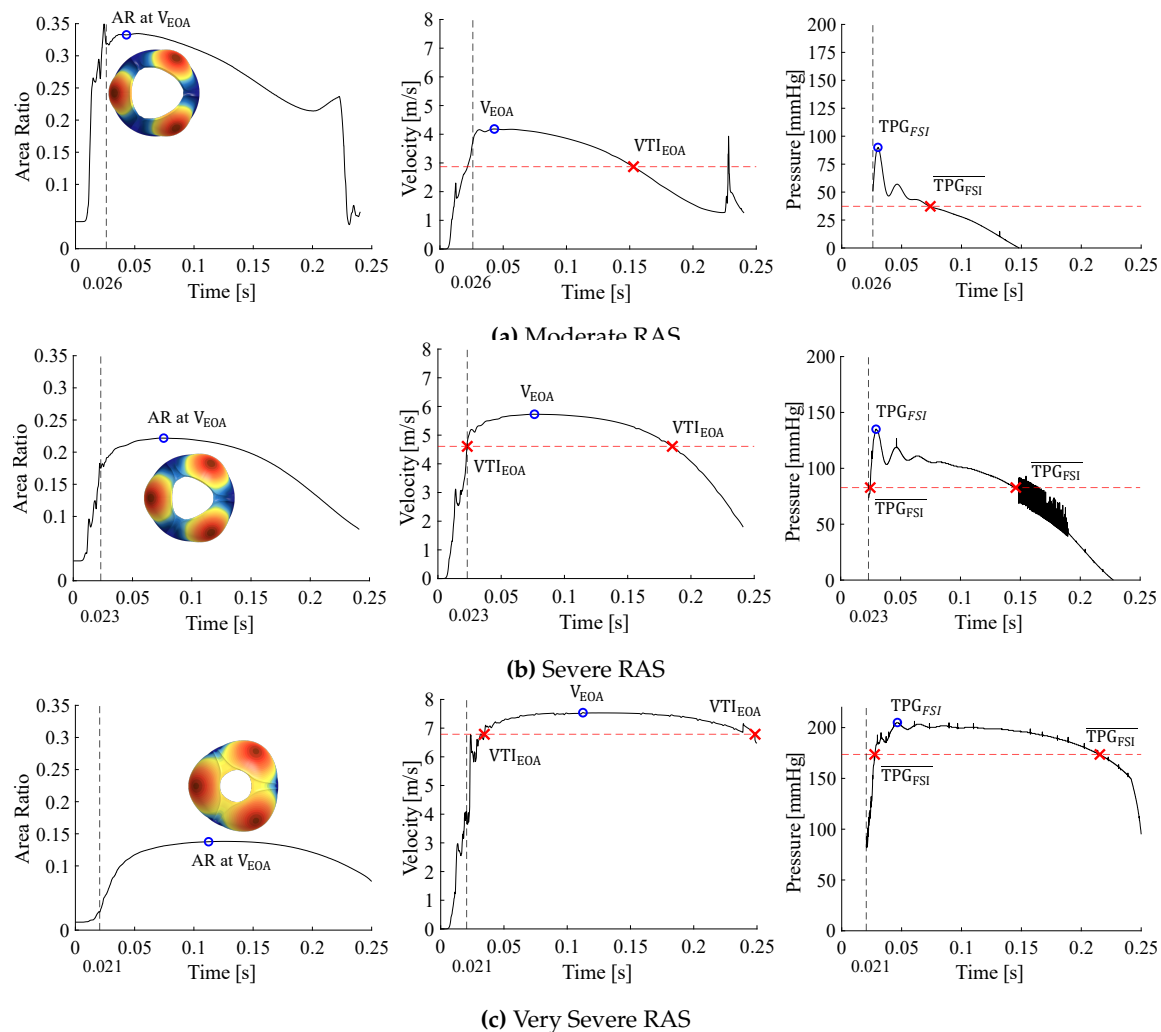 0.35
0.3
0.25
0.2
0.15
0.1
0.05
0
Area Ratio
AR at V_EOA
0 0.05 0.1 0.15 0.2 0.25
0.026
Time [s]
8
7
6
5
4
3
2
1
0
Velocity [m/s]
V_EOA
VTI_EOA
0 0.05 0.1 0.15 0.2 0.25
0.026
Time [s]
200
175
150
125
100
75
50
25
0
Pressure [mmHg]
TPG_FSI
TPG_FSI
0 0.05 0.1 0.15 0.2 0.25
0.026
Time [s]
(a) Moderate RAS
0.35
0.3
0.25
0.2
0.15
0.1
0
Area Ratio
AR at V_EOA
0 0.05 0.1 0.15 0.2 0.25
0.023
Time [s]
8
7
6
5
4
3
2
1
0
Velocity [m/s]
V_EOA
VTI_EOA
VTI_EOA
0 0.05 0.1 0.15 0.2 0.25
0.023
Time [s]
200
150
100
50
0
Pressure [mmHg]
TPG_FSI
TPG_FSI
TPG_FSI
0 0.05 0.1 0.15 0.2 0.25
0.023
Time [s]
(b) Severe RAS
0.35
0.3
0.25
0.2
0.15
0.1
0
Area Ratio
AR at V_EOA
0 0.05 0.1 0.15 0.2 0.25
0.021
Time [s]
8
7
6
5
4
3
2
1
0
Velocity [m/s]
V_EOA
VTI_EOA
VTI_EOA
0 0.05 0.1 0.15 0.2 0.25
0.021
Time [s]
200
150
100
50
0
Pressure [mmHg]
TPG_FSI
TPG_FSI
TPG_FSI
0 0.05 0.1 0.15 0.2 0.25
0.021
Time [s]
(c) Very Severe RAS